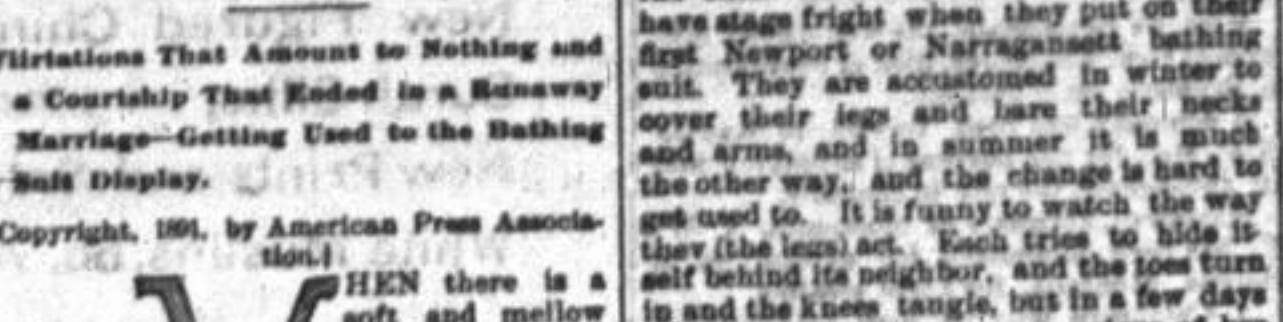 Flirtations That Amount to Nothing and
a Courtship That Ended in a Runaway
Marriage—Getting Used to the Bathing
Suit Display.
Copyright, 1891, by American Press Associa-
tion.]
WHEN there is a
soft and mellow
have stage fright when they put on their
first Newport or Narragansett bathing
suit. They are accustomed in winter to
cover their legs and bare their necks
and arms, and in summer it is much
the other way, and the change is hard to
get used to. It is funny to watch the way
they (the legs) act. Each tries to hide it-
self behind its neighbor, and the toes turn
in and the knees tangle, but in a few days